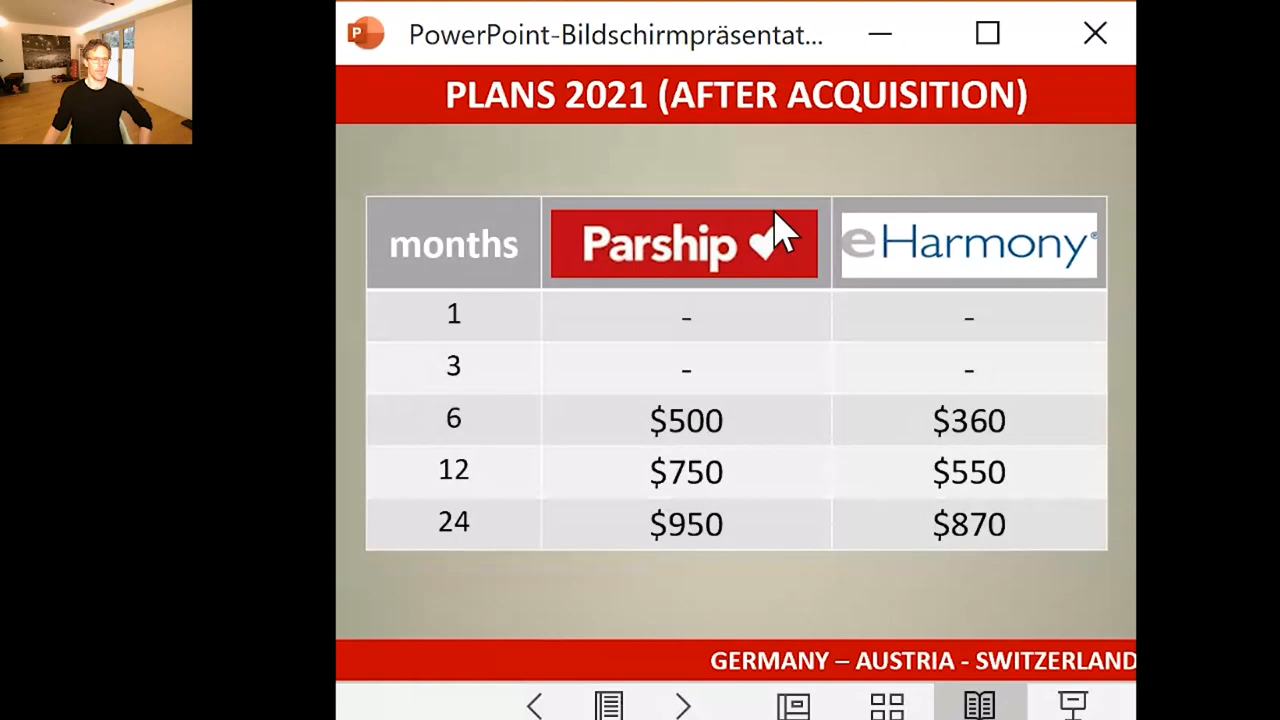 PowerPoint-Bildschirmpräsentat...
PLANS 2021 (AFTER ACQUISITION)
months Parship eHarmony®
1 - -
3 - -
6 $500 $360
12 $750 $550
24 $950 $870
GERMANY – AUSTRIA - SWITZERLAND